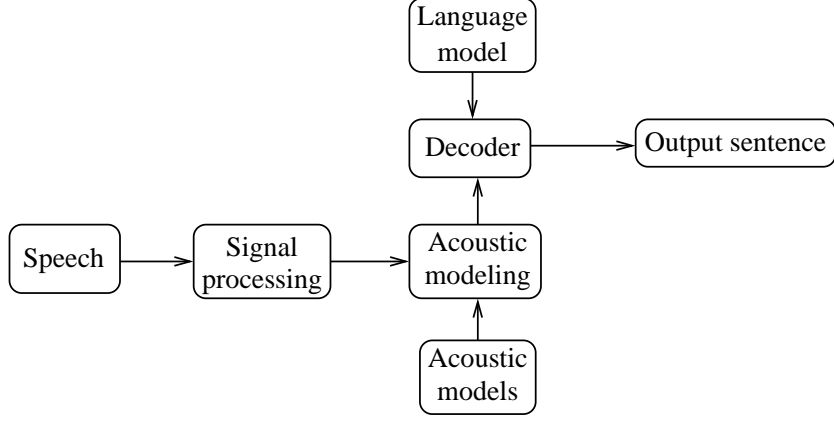 Language
model
Decoder
Output sentence
Speech
Signal
processing
Acoustic
modeling
Acoustic
models